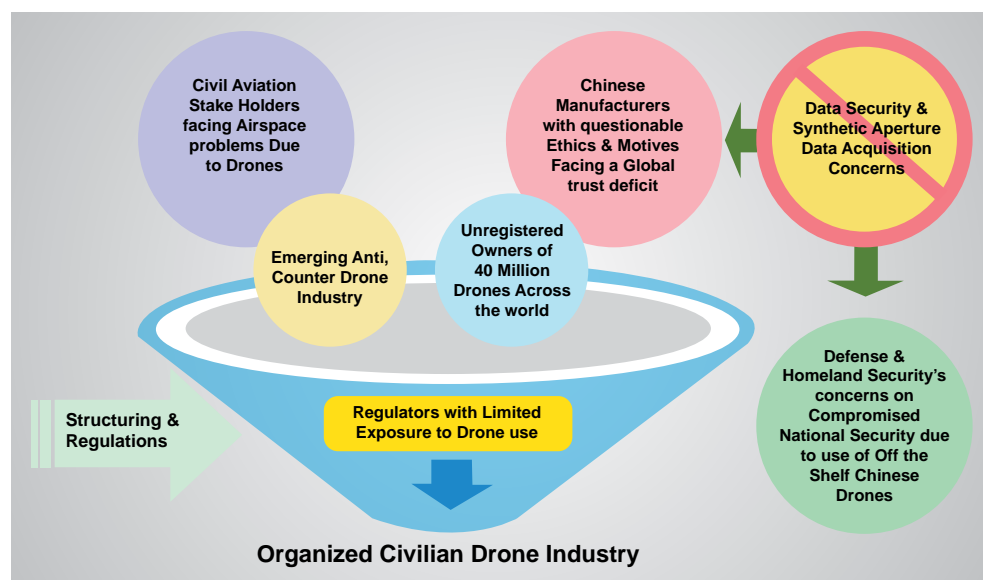 Civil Aviation
Stake Holders
facing Airspace
problems Due
to Drones
Chinese
Manufacturers
with questionable
Ethics & Motives
Facing a Global
trust deficit
Data Security &
Synthetic Aperture
Data Acquisition
Concerns
Emerging Anti,
Counter Drone
Industry
Unregistered
Owners of
40 Million
Drones Across
the world
Defense &
Homeland Security's
concerns on
Compromised
National Security due
to use of Off the
Shelf Chinese
Drones
Structuring &
Regulations
Regulators with Limited
Exposure to Drone use
Organized Civilian Drone Industry